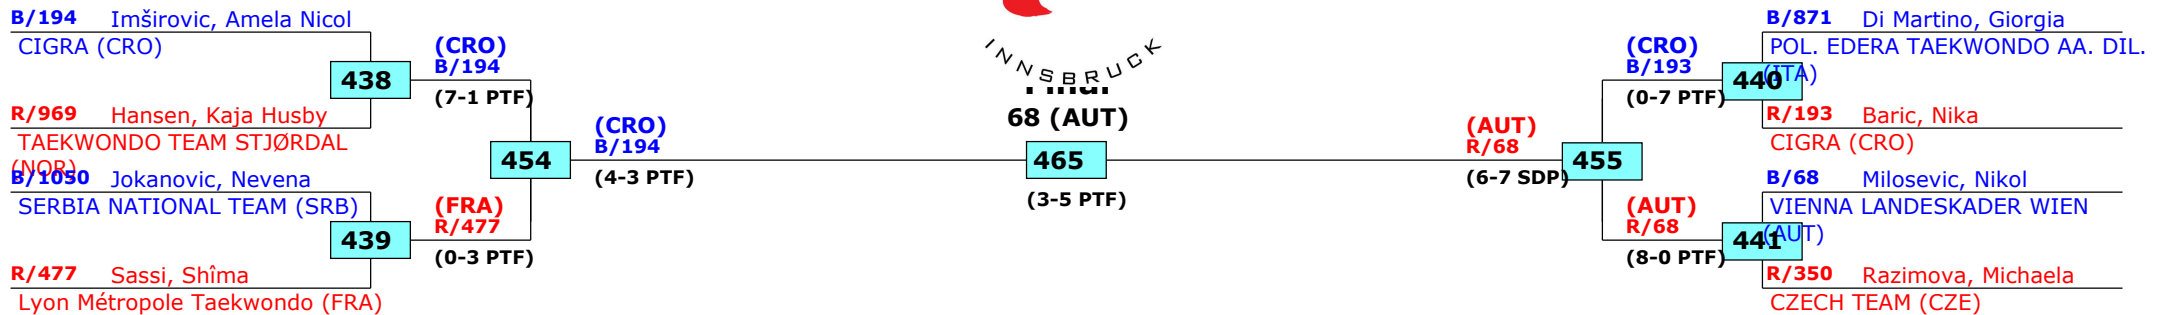 B/194 Imširovic, Amela Nicol
CIGRA (CRO)
438
R/969 Hansen, Kaja Husby
TAEKWONDO TEAM STJØRDAL
(NOR)
B/1050 Jokanovic, Nevena
SERBIA NATIONAL TEAM (SRB)
439
R/477 Sassi, Shîma
Lyon Métropole Taekwondo (FRA)
(CRO)
B/194
(7-1 PTF)
454
(FRA)
R/477
(0-3 PTF)
(CRO)
B/194
(4-3 PTF)
INNSBRUCK
Final
68 (AUT)
465
(3-5 PTF)
(AUT)
R/68
(6-7 SDP)
455
(CRO)
B/193
(0-7 PTF)
(AUT)
R/68
(8-0 PTF)
B/871 Di Martino, Giorgia
POL. EDERA TAEKWONDO AA. DIL.
(ITA)
440
R/193 Baric, Nika
CIGRA (CRO)
B/68 Milosevic, Nikol
VIENNA LANDESKADER WIEN
(AUT)
441
R/350 Razimova, Michaela
CZECH TEAM (CZE)